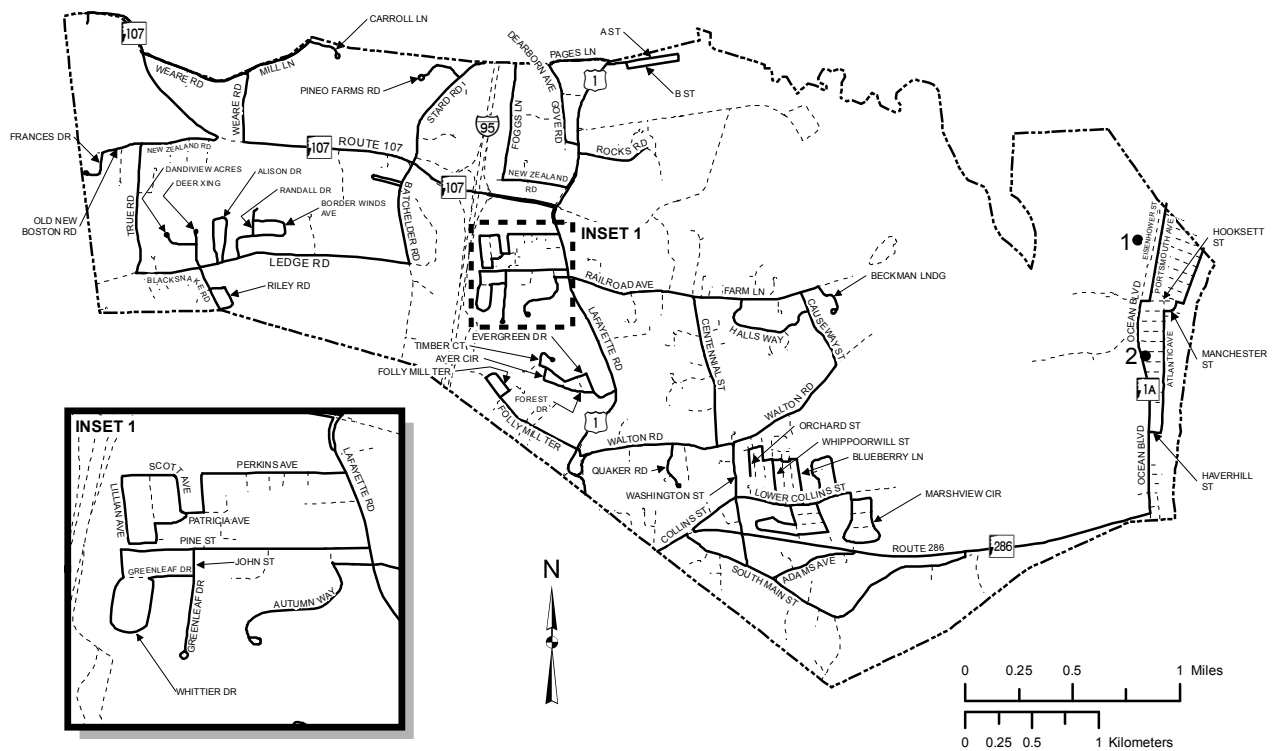 107
CARROLL LN
WEARE RD
MILL LN
WEARE RD
PINEO FARMS RD
STARD RD
95
DEARBORN AVE
PAGES LN
A ST
B ST
1
FOGGS LN
GOVE RD
ROCKS RD
FRANCES DR
NEW ZEALAND RD
107
ROUTE 107
107
NEW ZEALAND
RD
DANDIVIEW ACRES
DEER XING
ALISON DR
RANDALL DR
BORDER WINDS
AVE
OLD NEW
BOSTON RD
TRUE RD
BATCHELDER RD
LEDGE RD
BLACKSNAKE RD
RILEY RD
INSET 1
RAILROAD AVE
FARM LN
BECKMAN LNDG
HALLS WAY
CAUSEWAY ST
CENTENNIAL ST
LAFAYETTE RD
EVERGREEN DR
TIMBER CT
AYER CIR
FOLLY MILL TER
FOREST
DR
FOLLY MILL TER
1
WALTON RD
WALTON RD
QUAKER RD
ORCHARD ST
WHIPPOORWILL ST
BLUEBERRY LN
WASHINGTON ST
LOWER COLLINS ST
COLLINS ST
MARSHVIEW CIR
ROUTE 286
286
SOUTH MAIN ST
ADAMS AVE
1
EISENHOWER ST
PORTSMOUTH AVE
HOOKSETT
ST
OCEAN BLVD
2
ATLANTIC AVE
MANCHESTER
ST
1A
OCEAN BLVD
HAVERHILL
ST
INSET 1
SCOTT AVE
PERKINS AVE
LAFAYETTE RD
LILLIAN AVE
PATRICIA AVE
PINE ST
GREENLEAF DR
JOHN ST
GREENLEAF DR
AUTUMN WAY
WHITTIER DR
N
0 0.25 0.5 1 Miles
0 0.25 0.5 1 Kilometers